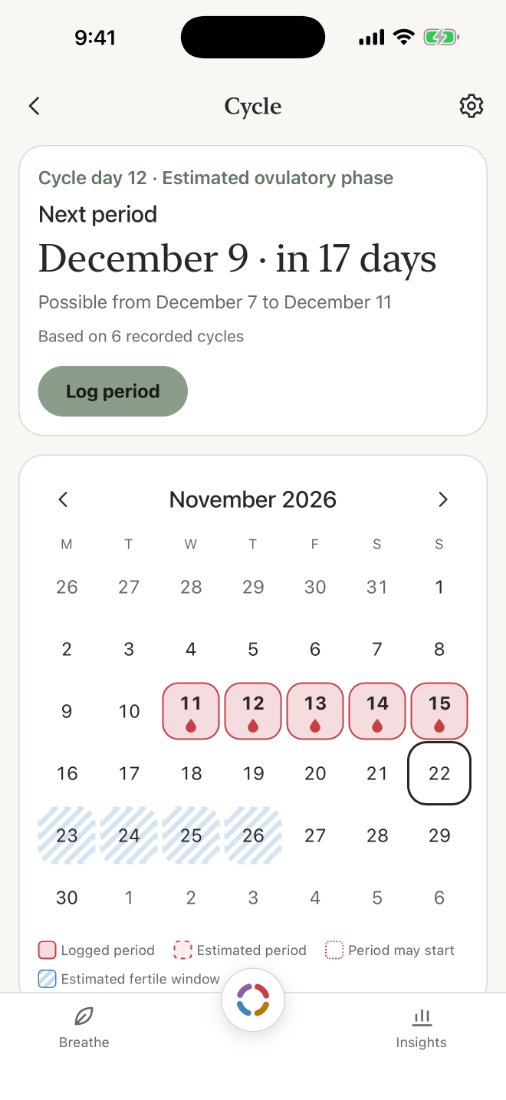 9:41
Cycle
Cycle day 12 · Estimated ovulatory phase
Next period
December 9 · in 17 days
Possible from December 7 to December 11
Based on 6 recorded cycles
Log period
November 2026
M T W T F S S
26 27 28 29 30 31 1
2 3 4 5 6 7 8
9 10 11 12 13 14 15
16 17 18 19 20 21 22
23 24 25 26 27 28 29
30 1 2 3 4 5 6
Logged period Estimated period Period may start
Estimated fertile window
Breathe Insights